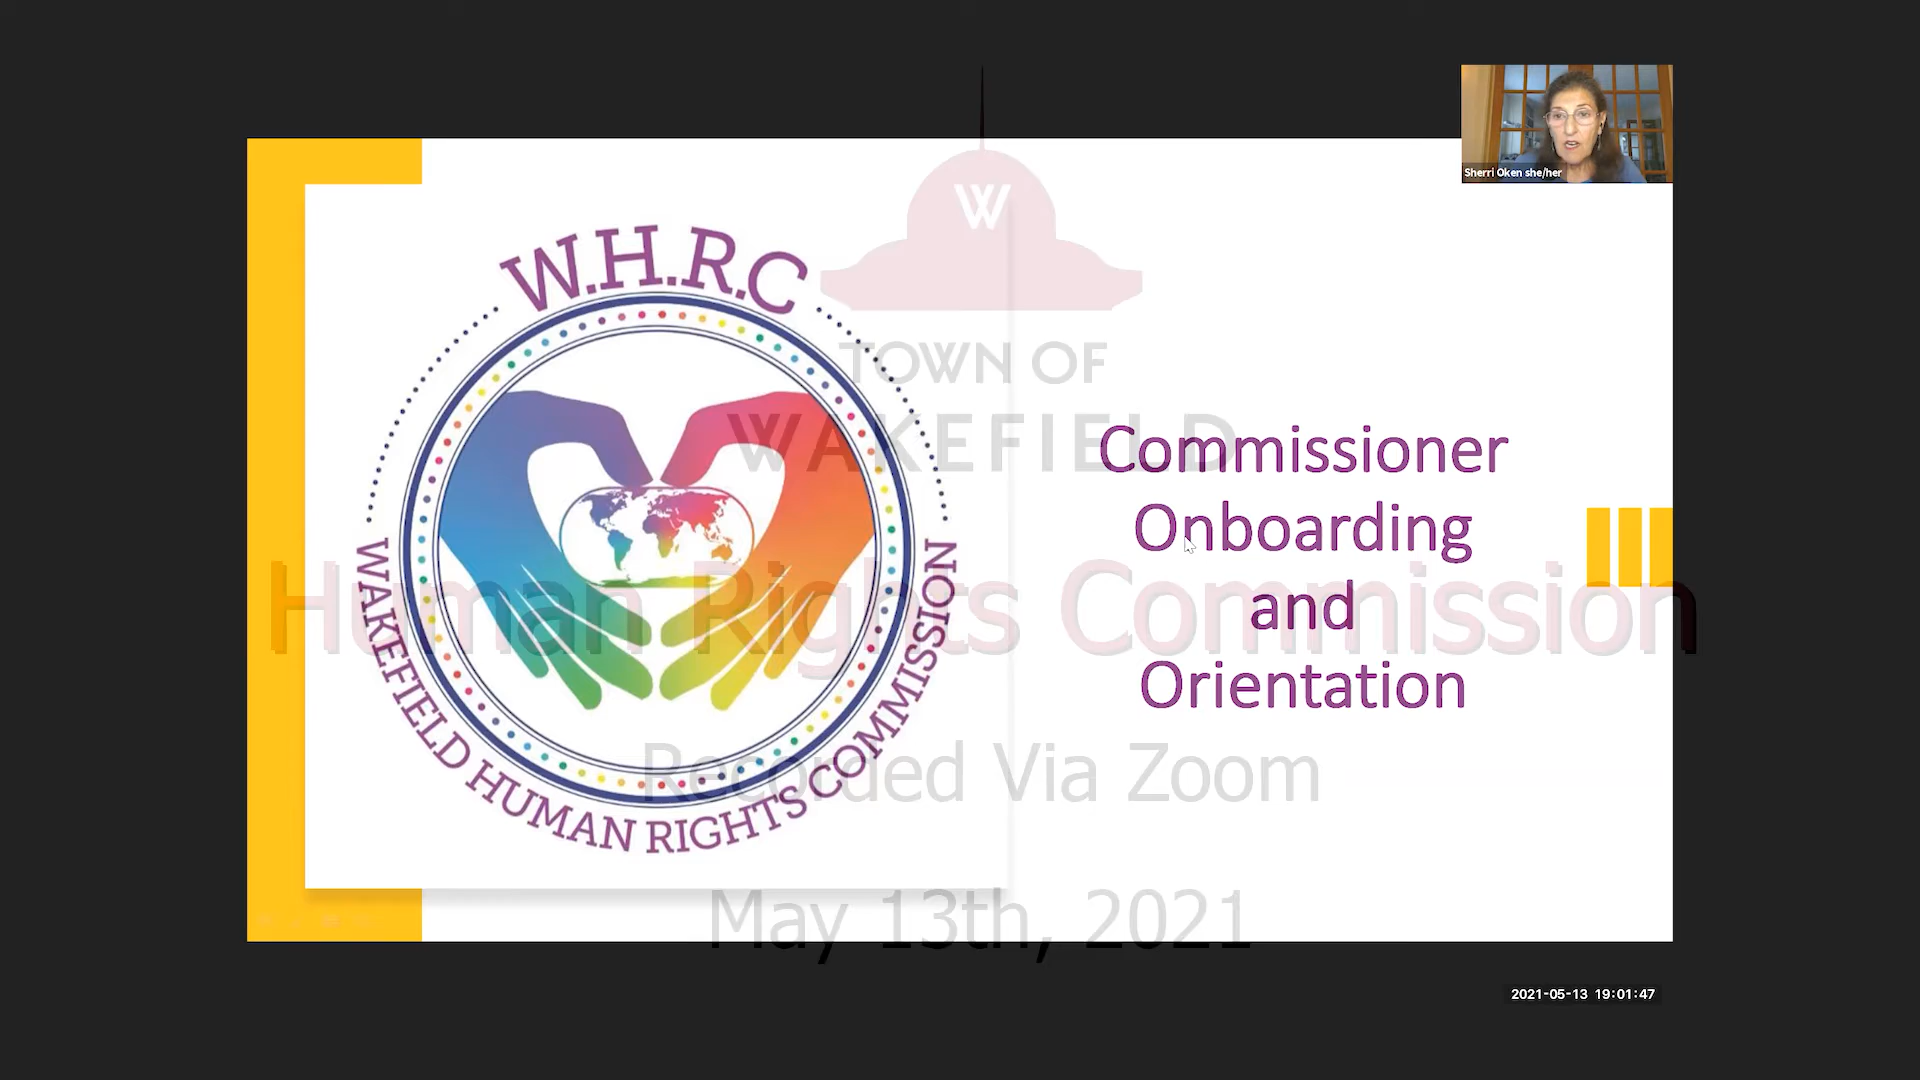 Sherri Oken she/her
W
W.H.R.C
TOWN OF
WAKEFIELD
Commissioner
Onboarding
and
Orientation
Human Rights Commission
WAKEFIELD HUMAN RIGHTS COMMISSION
Recorded Via Zoom
May 13th, 2021
2021-05-13 19:01:47